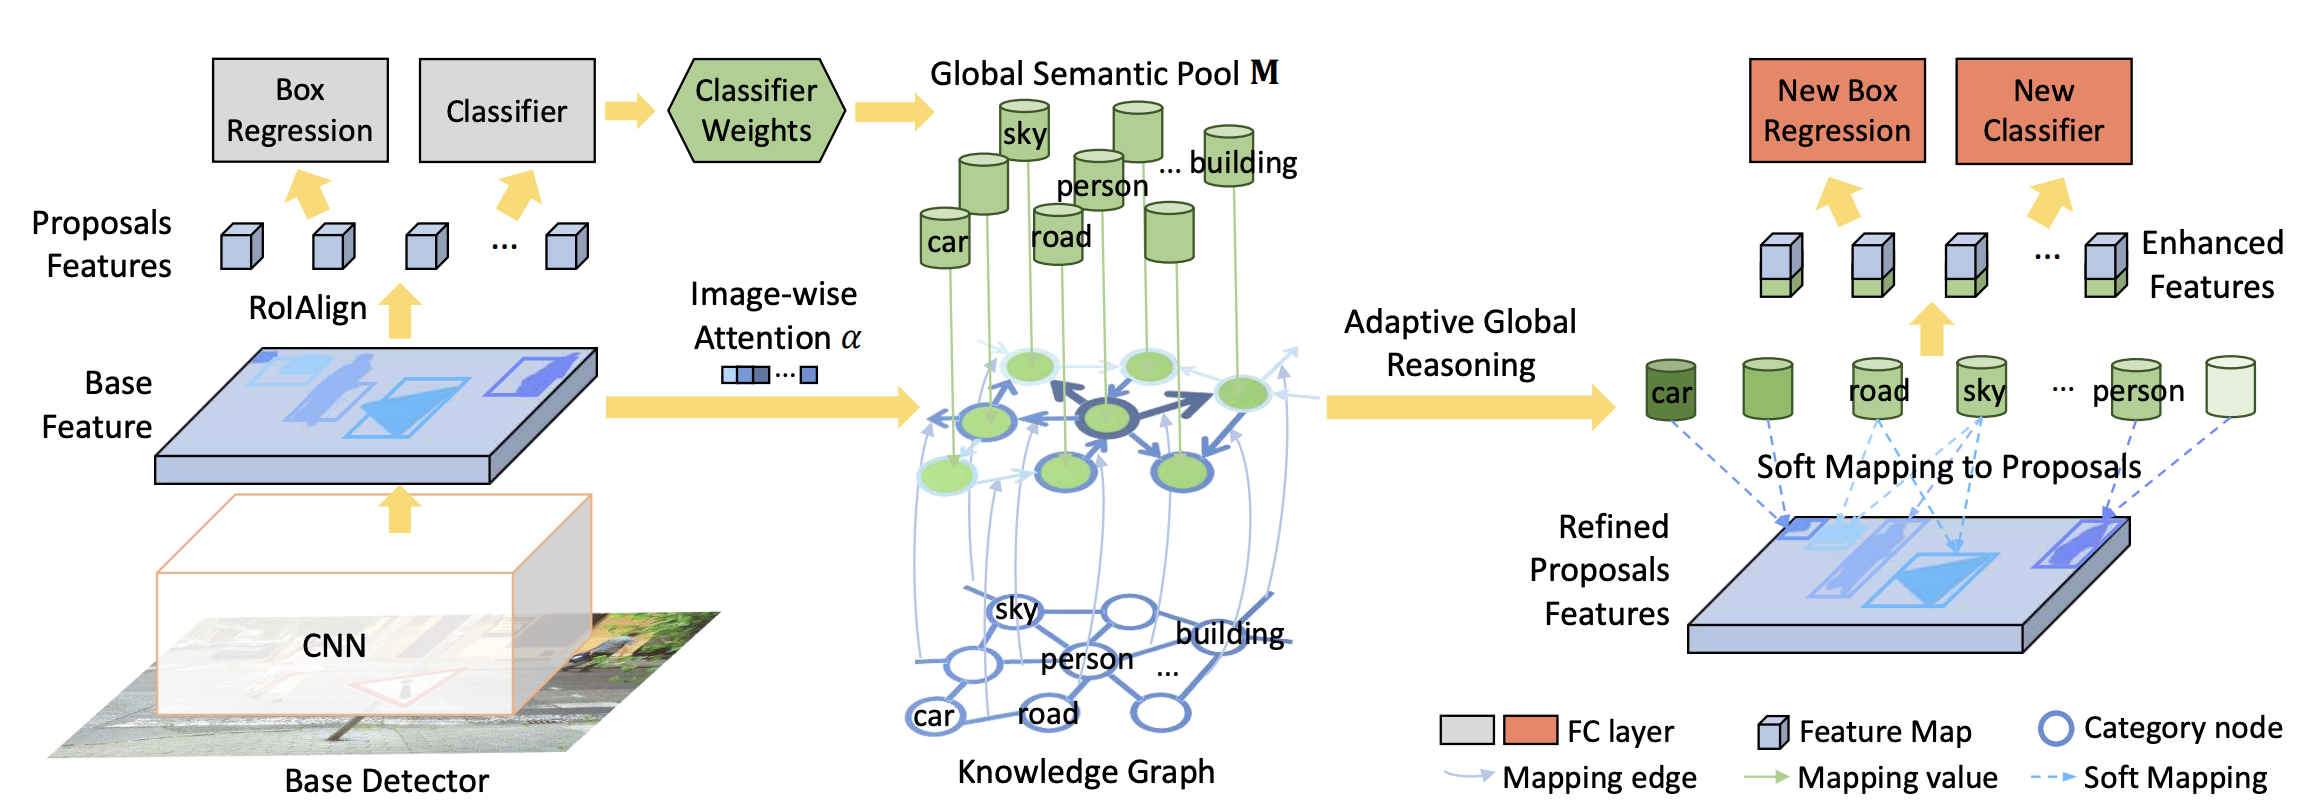 Box
Regression
Classifier
Classifier
Weights
Global Semantic Pool M
sky
person
... building
car
road
Proposals
Features
...
RoIAlign
Base
Feature
CNN
Base Detector
Image-wise
Attention α
...
sky
person
building
...
car
road
Knowledge Graph
Adaptive Global
Reasoning
New Box
Regression
New
Classifier
...
Enhanced
Features
car
road
sky
...
person
Soft Mapping to Proposals
Refined
Proposals
Features
FC layer
Feature Map
Category node
Mapping edge
Mapping value
Soft Mapping